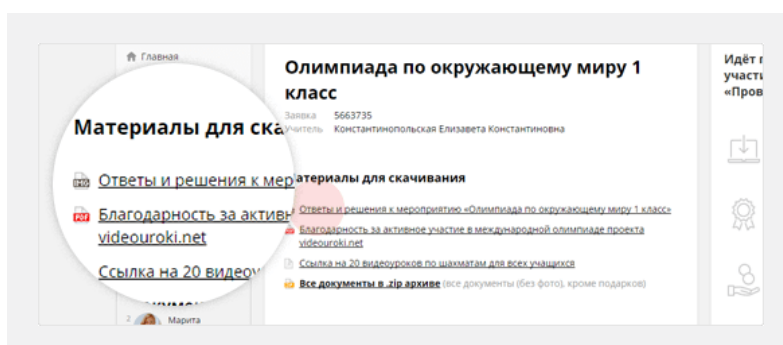 Главная
Олимпиада по окружающему миру 1
класс
Заявка 5663735
Учитель Константинопольская Елизавета Константиновна
Материалы для ска
Ответы и решения к мер
Благодарность за активн
videouroki.net
Ссылка на 20 видеоу
атериалы для скачивания
Ответы и решения к мероприятию «Олимпиада по окружающему миру 1 класс»
Благодарность за активное участие в международной олимпиаде проекта
videouroki.net
Ссылка на 20 видеоуроков по шахматам для всех учащихся
Все документы в .zip архиве (все документы (без фото), кроме подарков)
2 Марита
Идёт
участи
«Пров